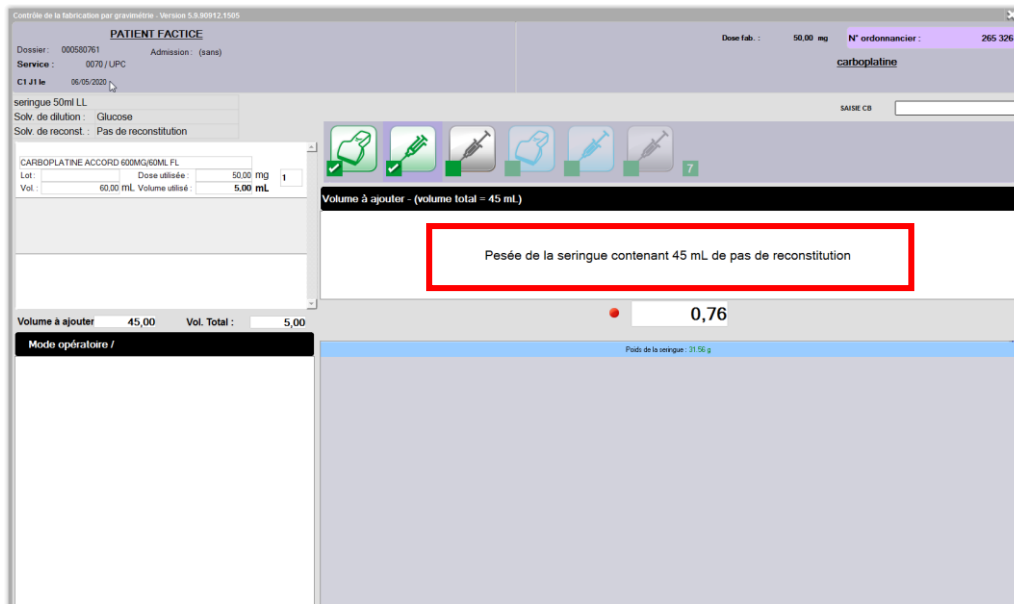 Contrôle de la fabrication par gravimétrie - Version 5.9.90912.1505
PATIENT FACTICE
Dossier : 000580761 Admission : (sans)
Service : 0070 / UPC
C1 J1 le 06/05/2020
Dose fab. : 50,00 mg N° ordonnancier : 265 326
carboplatine
seringue 50ml LL
Solv. de dilution : Glucose
Solv. de reconst. : Pas de reconstitution
SAISIE CB
CARBOPLATINE ACCORD 600MG/60ML FL
Lot : Dose utilisée : 50,00 mg 1
Vol. : 60,00 mL Volume utilisé : 5,00 mL
7
Volume à ajouter - (volume total = 45 mL)
Pesée de la seringue contenant 45 mL de pas de reconstitution
Volume à ajouter 45,00 Vol. Total : 5,00
0,76
Mode opératoire /
Poids de la seringue : 31.56 g